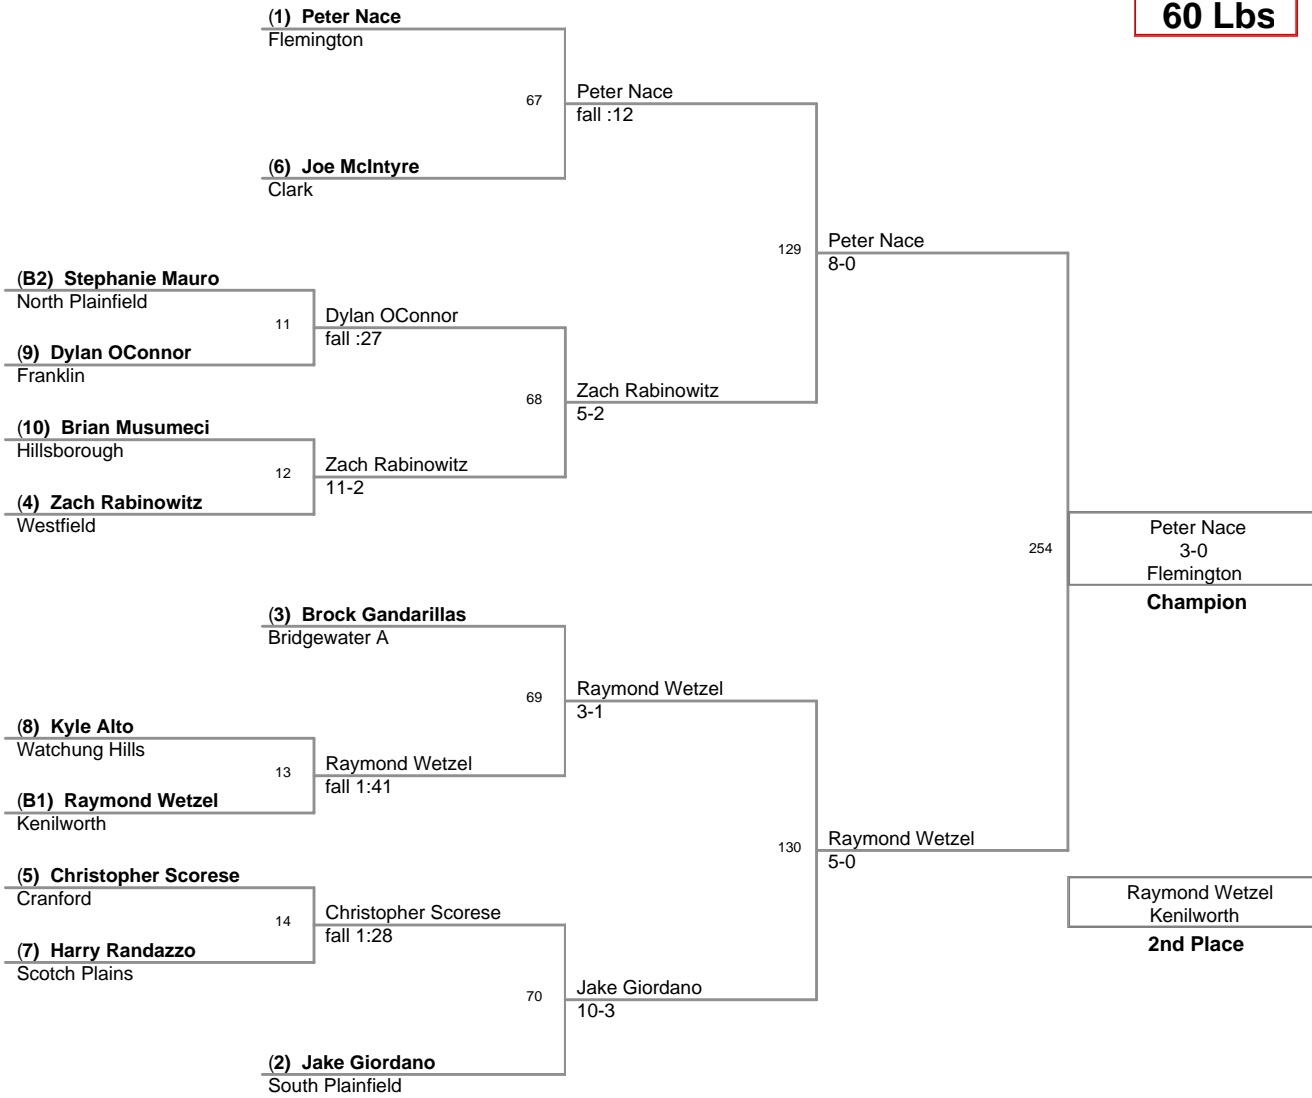 60 Lbs
(1) Peter Nace
Flemington
67
Peter Nace
fall :12
(6) Joe McIntyre
Clark
129
Peter Nace
8-0
(B2) Stephanie Mauro
North Plainfield
11
Dylan OConnor
fall :27
(9) Dylan OConnor
Franklin
68
Zach Rabinowitz
5-2
(10) Brian Musumeci
Hillsborough
12
Zach Rabinowitz
11-2
(4) Zach Rabinowitz
Westfield
254
Peter Nace
3-0
Flemington
Champion
(3) Brock Gandarillas
Bridgewater A
69
Raymond Wetzel
3-1
(8) Kyle Alto
Watchung Hills
13
Raymond Wetzel
fall 1:41
(B1) Raymond Wetzel
Kenilworth
130
Raymond Wetzel
5-0
(5) Christopher Scorese
Cranford
14
Christopher Scorese
fall 1:28
(7) Harry Randazzo
Scotch Plains
Raymond Wetzel
Kenilworth
2nd Place
70
Jake Giordano
10-3
(2) Jake Giordano
South Plainfield